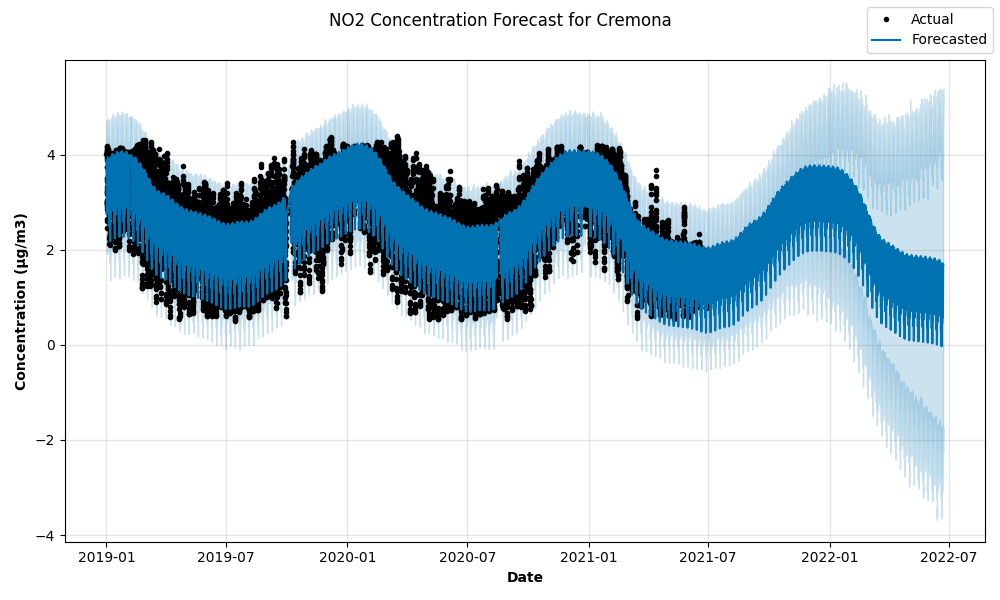 NO2 Concentration Forecast for Cremona
Actual
Forecasted
Concentration (μg/m3)
4
2
0
−2
−4
2019-01
2019-07
2020-01
2020-07
2021-01
2021-07
2022-01
2022-07
Date